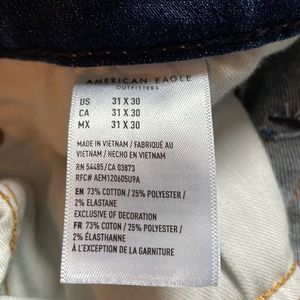 AMERICAN EAGLE
OUTFITTERS
US 31 X 30
CA 31 X 30
MX 31 X 30
MADE IN VIETNAM / FABRIQUÉ AU
VIETNAM / HECHO EN VIETNAM
RN 54485/CA 03873
RFC# AEM120605U9A
EN 73% COTTON / 25% POLYESTER /
2% ELASTANE
EXCLUSIVE OF DECORATION
FR 73% COTON / 25% POLYESTER /
2% ÉLASTHANNE
À L'EXCEPTION DE LA GARNITURE